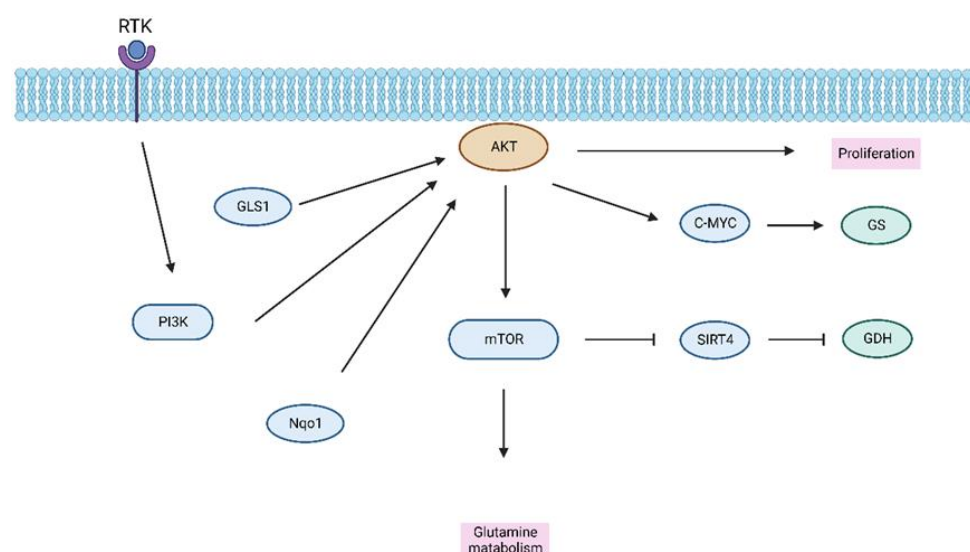 RTK
AKT
Proliferation
GLS1
C-MYC
GS
PI3K
mTOR
SIRT4
GDH
Nqo1
Glutamine
matabolism